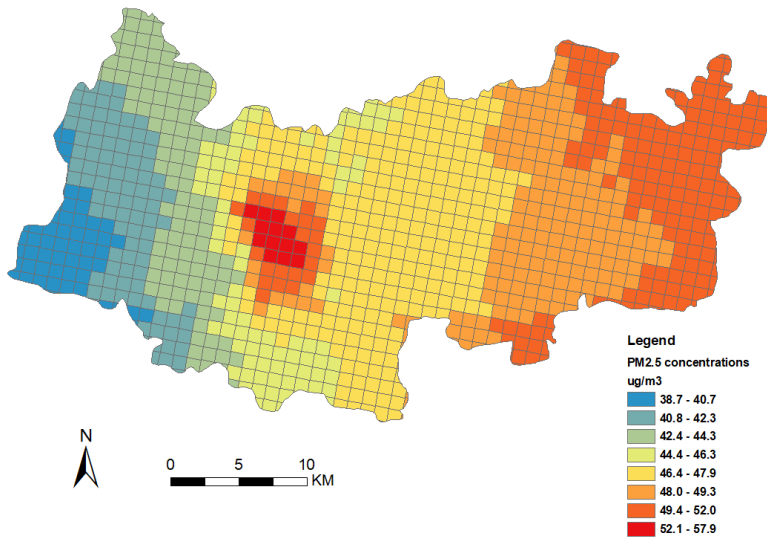 Legend
PM2.5 concentrations
ug/m3
38.7 - 40.7
40.8 - 42.3
42.4 - 44.3
44.4 - 46.3
46.4 - 47.9
48.0 - 49.3
49.4 - 52.0
52.1 - 57.9
N
0 5 10
KM